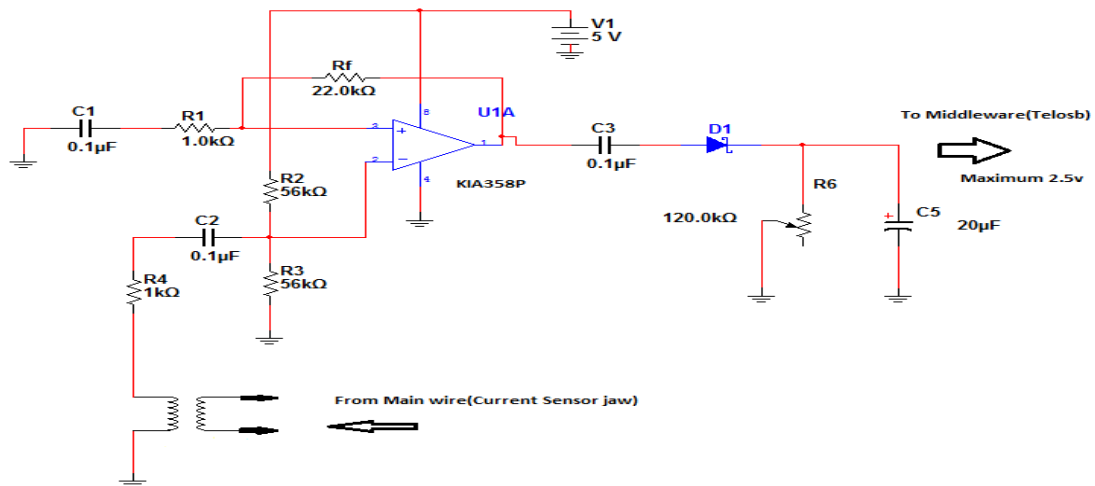 V1
5 V
Rf
22.0kΩ
C1
0.1µF
R1
1.0kΩ
U1A
8
3
2
1
4
KIA358P
R2
56kΩ
C2
0.1µF
R3
56kΩ
R4
1kΩ
C3
0.1µF
D1
R6
120.0kΩ
C5
20µF
To Middleware(Telosb)
Maximum 2.5v
From Main wire(Current Sensor jaw)